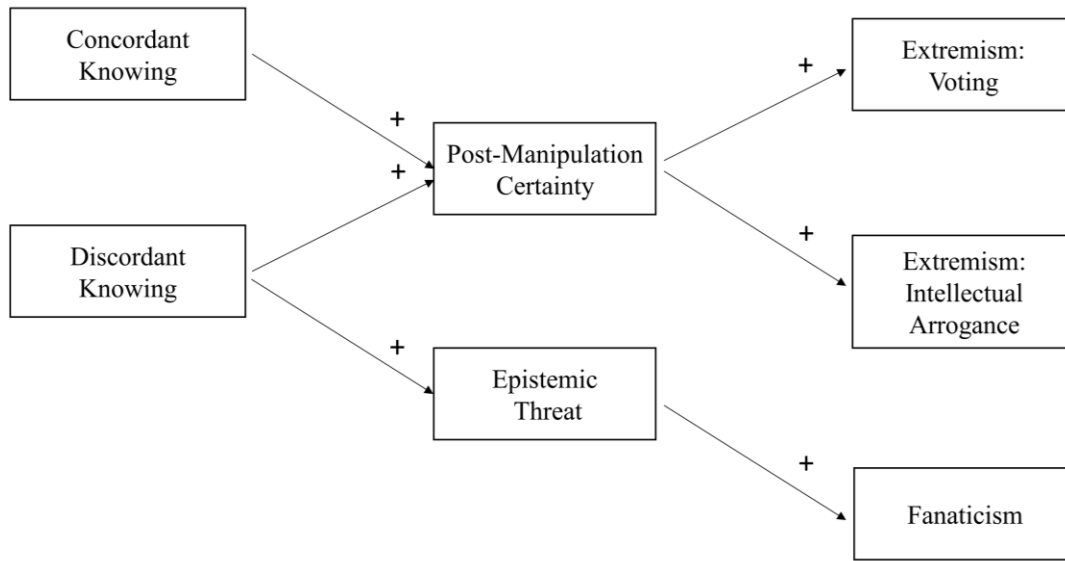 Concordant
Knowing
+
+
Discordant
Knowing
+
Post-Manipulation
Certainty
Epistemic
Threat
+
Extremism:
Voting
+
Extremism:
Intellectual
Arrogance
+
Fanaticism